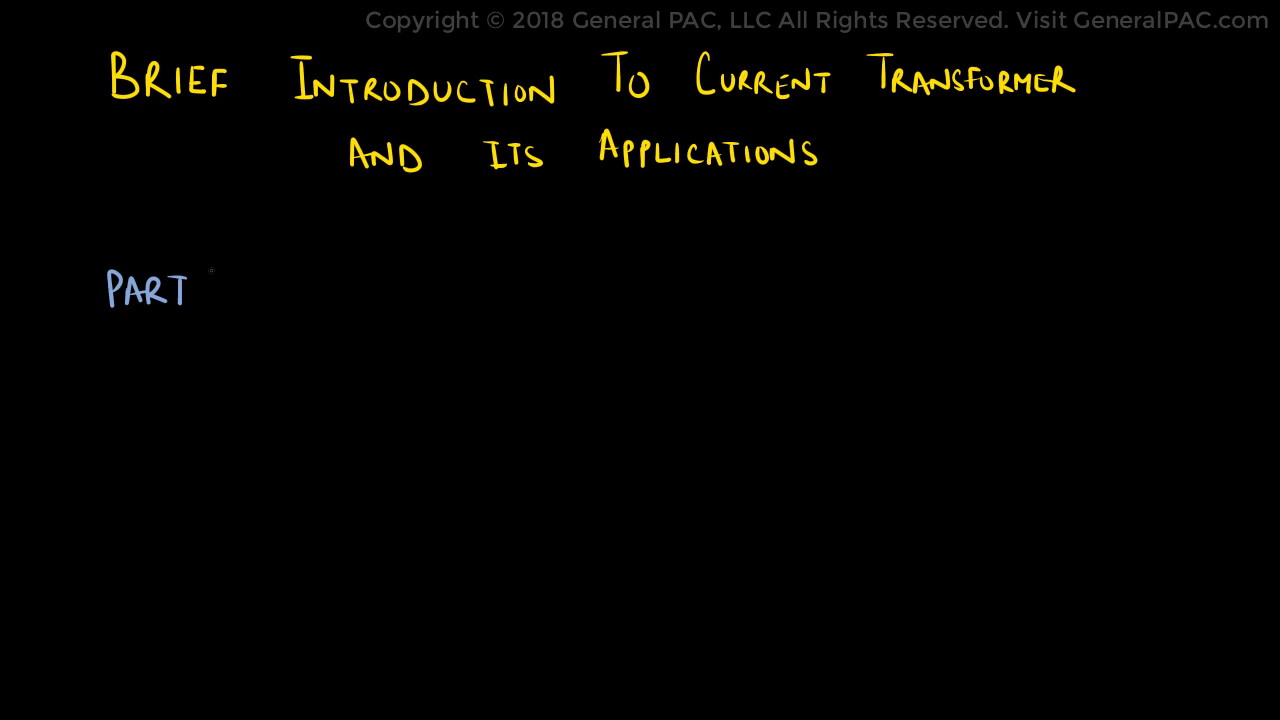 Copyright © 2018 General PAC, LLC All Rights Reserved. Visit GeneralPAC.com
BRIEF INTRODUCTION TO CURRENT TRANSFORMER
AND ITS APPLICATIONS
PART